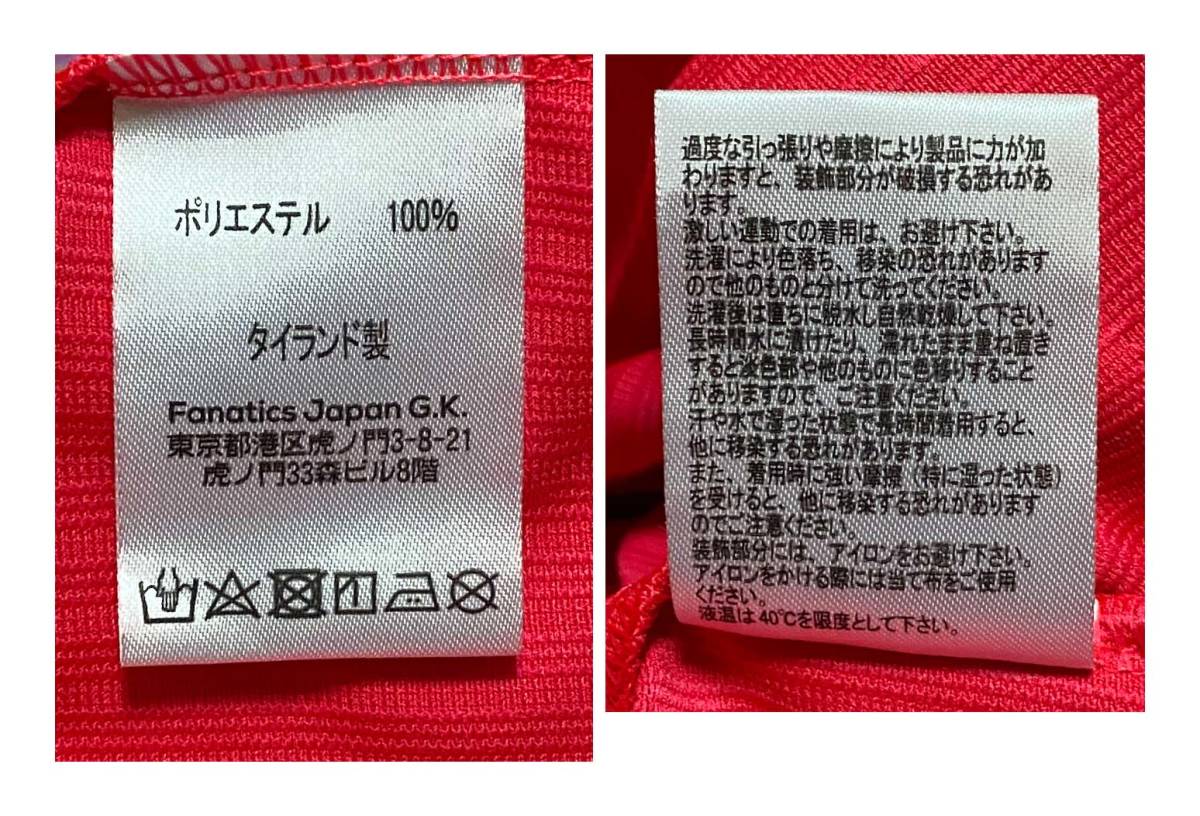 ポリエステル 100%
タイランド製
Fanatics Japan G.K.
東京都港区虎ノ門3-8-21
虎ノ門33森ビル8階
過度な引っ張りや摩擦により製品に力が加
わりますと、装飾部分が破損する恐れがあ
ります。
激しい運動での着用は、お避け下さい。
洗濯により色落ち、移染の恐れがあります
ので他のものと分けて洗ってください。
洗濯後は直ちに脱水し自然乾燥して下さい。
長時間水に漬けたり、濡れたまま重ね置き
すると淡色部や他のものに色移りすること
がありますので、ご注意ください。
汗や水で湿った状態で長時間着用すると、
他に移染する恐れがあります。
また、着用時に強い摩擦（特に湿った状態）
を受けると、他に移染する恐れがあります
のでご注意ください。
装飾部分には、アイロンをお避け下さい。
アイロンをかける際には当て布をご使用
ください。
液温は40℃を限度として下さい。